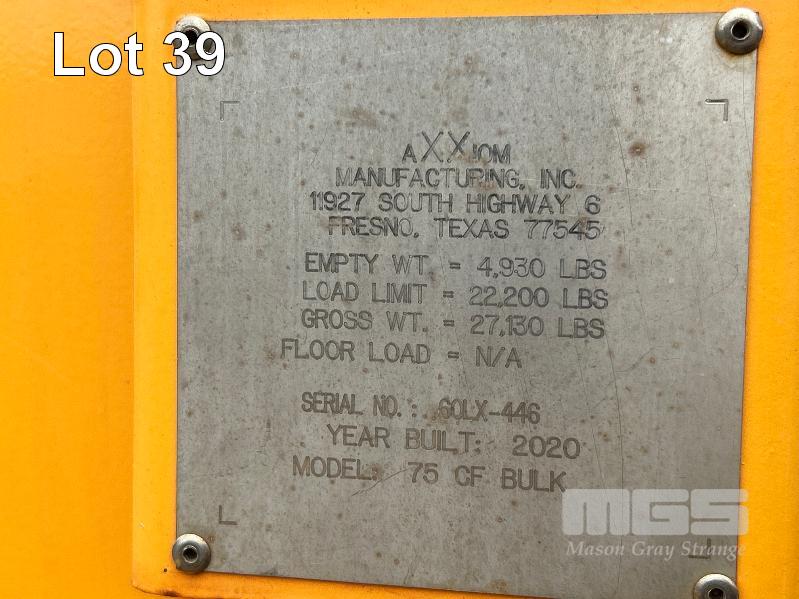 Lot 39
AXXIOM
MANUFACTURING, INC.
11927 SOUTH HIGHWAY 6
FRESNO, TEXAS 77545
EMPTY WT = 4,930 LBS
LOAD LIMIT = 22,200 LBS
GROSS WT. = 27,130 LBS
FLOOR LOAD = N/A
SERIAL NO.: 60LX-446
YEAR BUILT: 2020
MODEL: 75 CF BULK
MGS
Mason Gray Strange